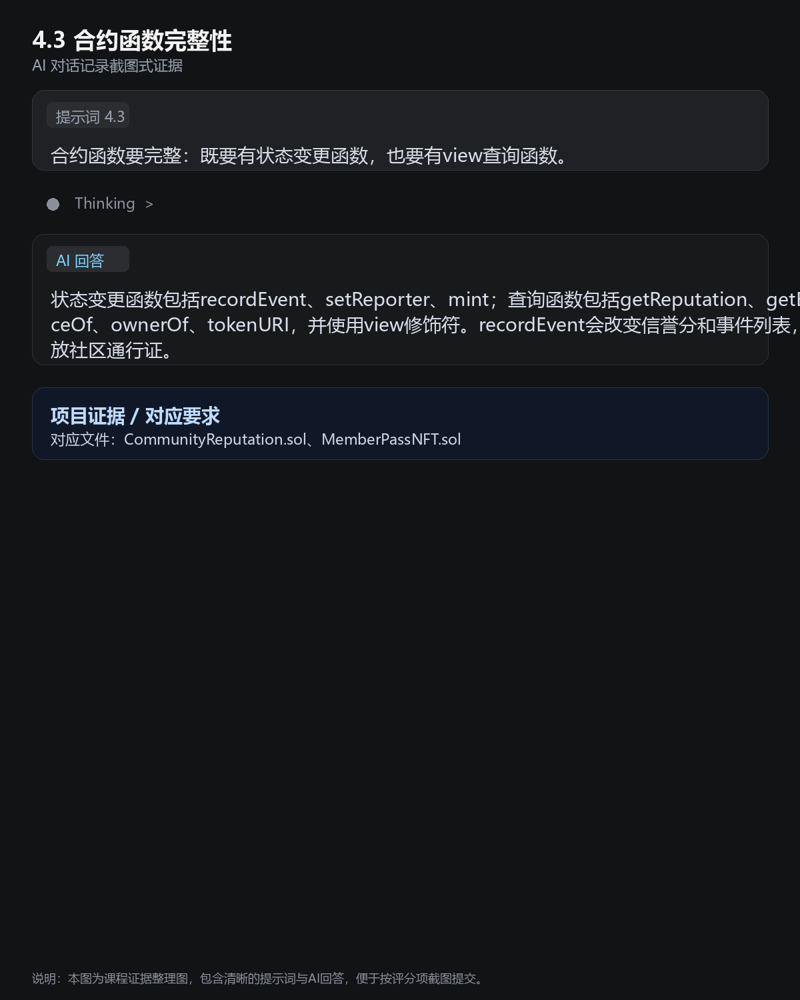 4.3 合约函数完整性
AI 对话记录截图式证据
提示词 4.3
合约函数要完整：既要有状态变更函数，也要有view查询函数。
Thinking >
AI 回答
状态变更函数包括recordEvent、setReporter、mint；查询函数包括getReputation、get
ceOf、ownerOf、tokenURI，并使用view修饰符。recordEvent会改变信誉分和事件列表，
放社区通行证。
项目证据 / 对应要求
对应文件：CommunityReputation.sol、MemberPassNFT.sol
说明：本图为课程证据整理图，包含清晰的提示词与AI回答，便于按评分项截图提交。